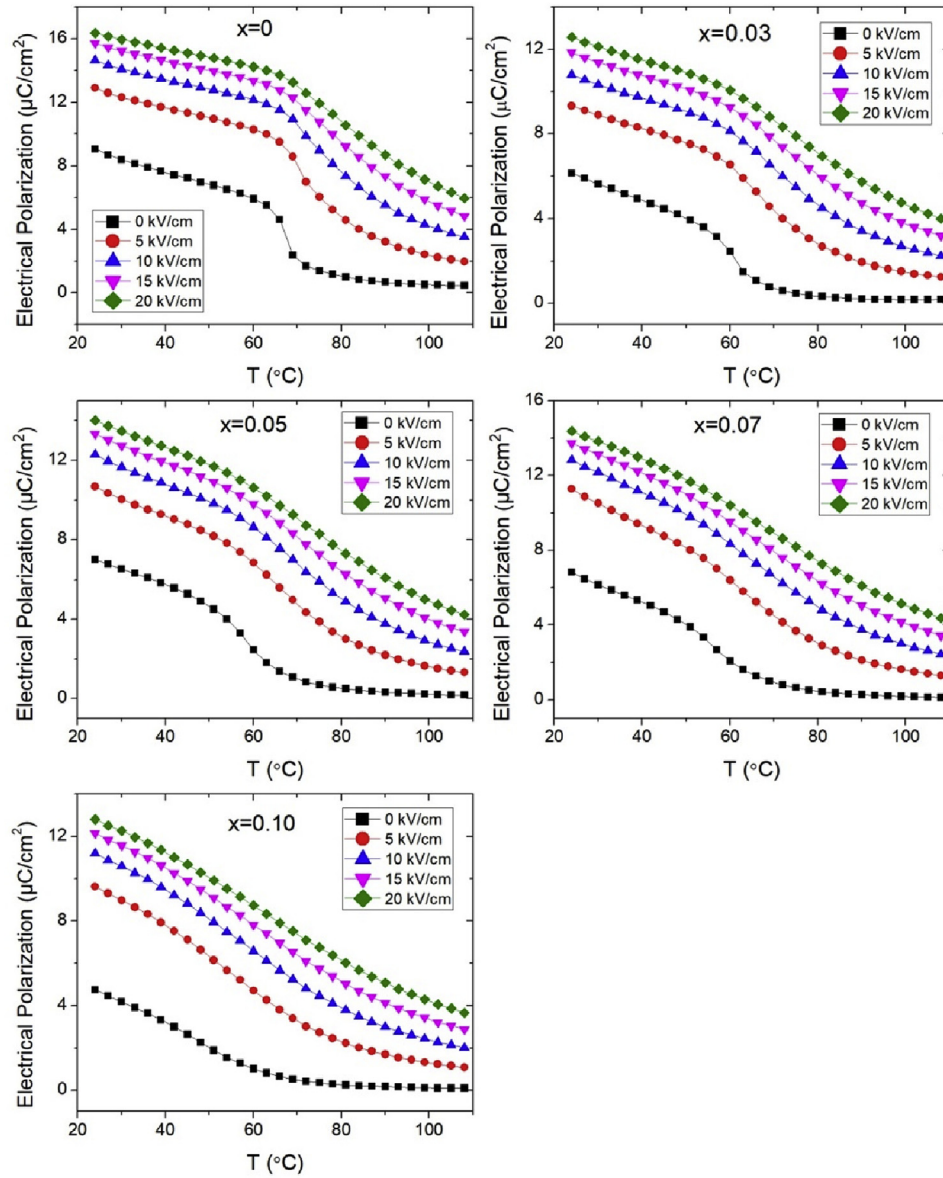 x=0
Electrical Polarization (µC/cm²)
16
12
8
4
0
0 kV/cm
5 kV/cm
10 kV/cm
15 kV/cm
20 kV/cm
20 40 60 80 100
T (°C)
x=0.03
Electrical Polarization (µC/cm²)
12
8
4
0
0 kV/cm
5 kV/cm
10 kV/cm
15 kV/cm
20 kV/cm
20 40 60 80 100
T (°C)
x=0.05
Electrical Polarization (µC/cm²)
12
8
4
0
0 kV/cm
5 kV/cm
10 kV/cm
15 kV/cm
20 kV/cm
20 40 60 80 100
T (°C)
x=0.07
Electrical Polarization (µC/cm²)
16
12
8
4
0
0 kV/cm
5 kV/cm
10 kV/cm
15 kV/cm
20 kV/cm
20 40 60 80 100
T (°C)
x=0.10
Electrical Polarization (µC/cm²)
12
8
4
0
0 kV/cm
5 kV/cm
10 kV/cm
15 kV/cm
20 kV/cm
20 40 60 80 100
T (°C)